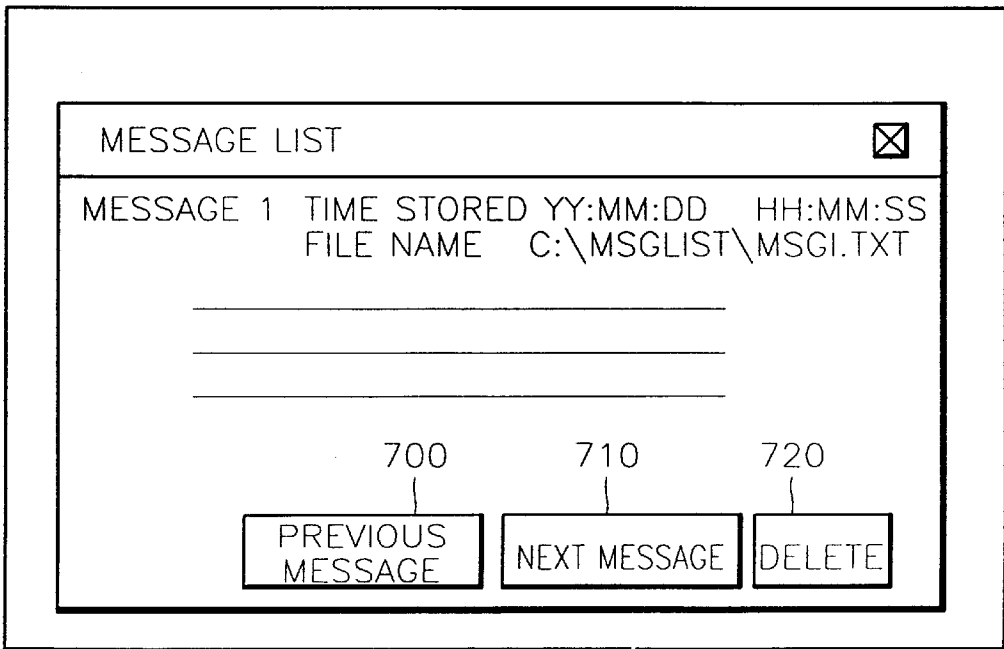 MESSAGE LIST
MESSAGE 1 TIME STORED YY:MM:DD HH:MM:SS
FILE NAME C:\MSGLIST\MSGI.TXT
700 710 720
PREVIOUS
MESSAGE
NEXT MESSAGE
DELETE